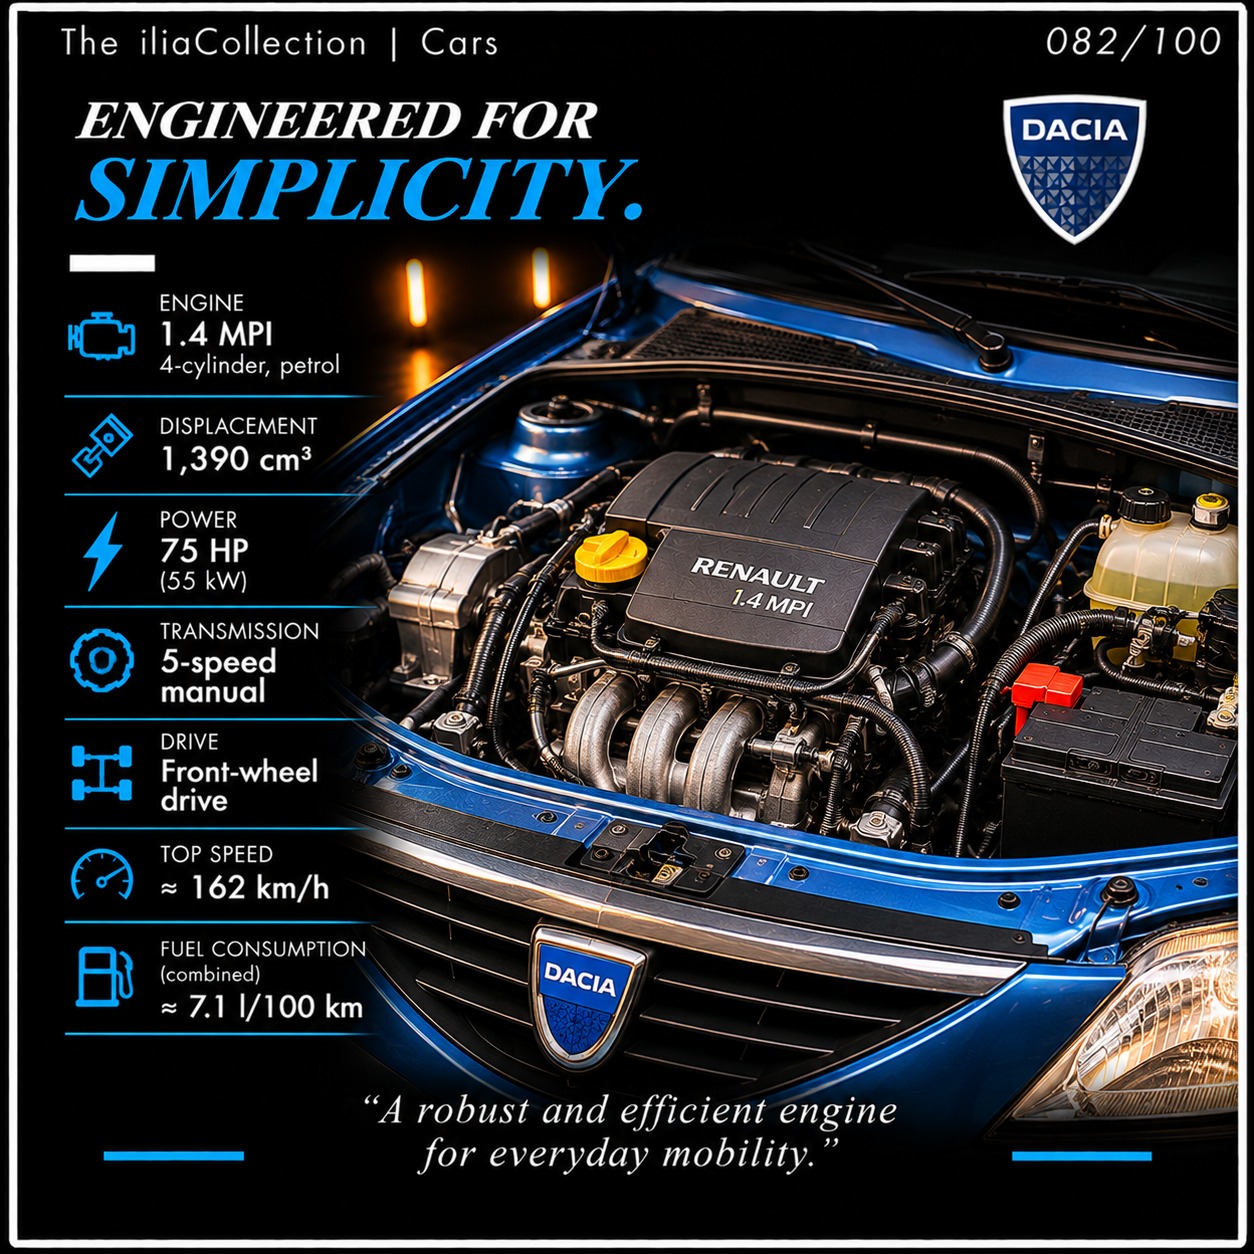 The iliaCollection | Cars
082/100
ENGINEERED FOR
SIMPLICITY.
DACIA
ENGINE
1.4 MPI
4-cylinder, petrol
DISPLACEMENT
1,390 cm³
POWER
75 HP
(55 kW)
TRANSMISSION
5-speed
manual
DRIVE
Front-wheel
drive
TOP SPEED
≈ 162 km/h
FUEL CONSUMPTION
(combined)
≈ 7.1 l/100 km
RENAULT
1.4 MPI
DACIA
“A robust and efficient engine
for everyday mobility.”